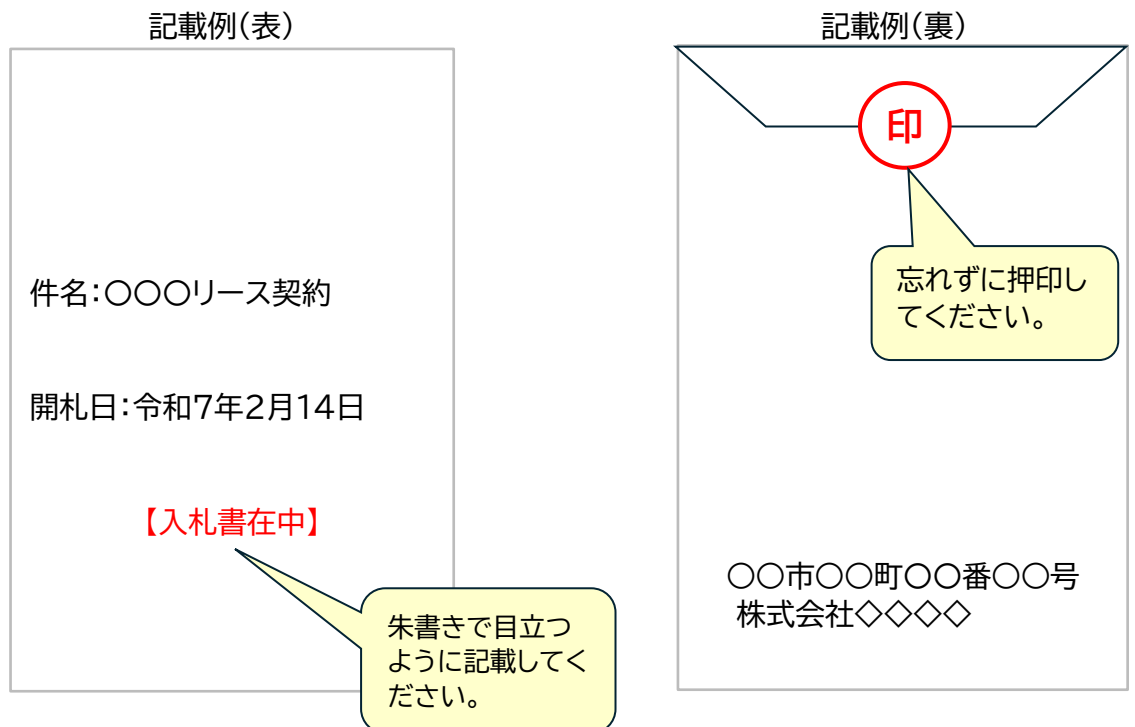 記載例(表)
件名:〇〇〇リース契約
開札日:令和7年2月14日
【入札書在中】
朱書きで目立つ
ように記載してく
ださい。
記載例(裏)
印
忘れずに押印し
てください。
〇〇市〇〇町〇〇番〇〇号
株式会社◇◇◇◇